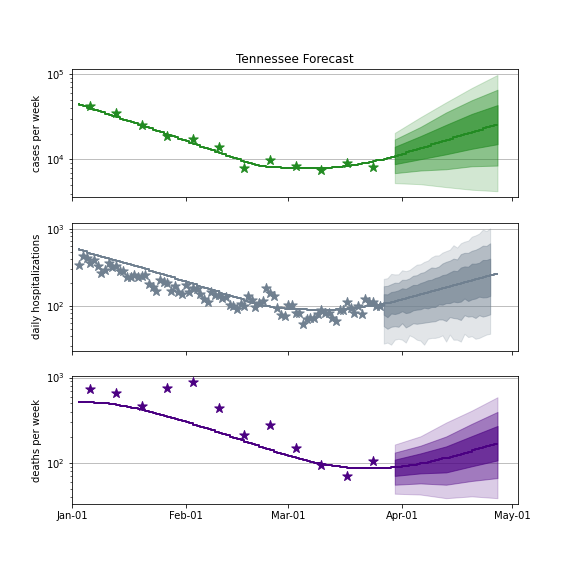 Tennessee Forecast
10^5
10^4
cases per week
10^3
10^2
daily hospitalizations
10^3
10^2
deaths per week
Jan-01 Feb-01 Mar-01 Apr-01 May-01